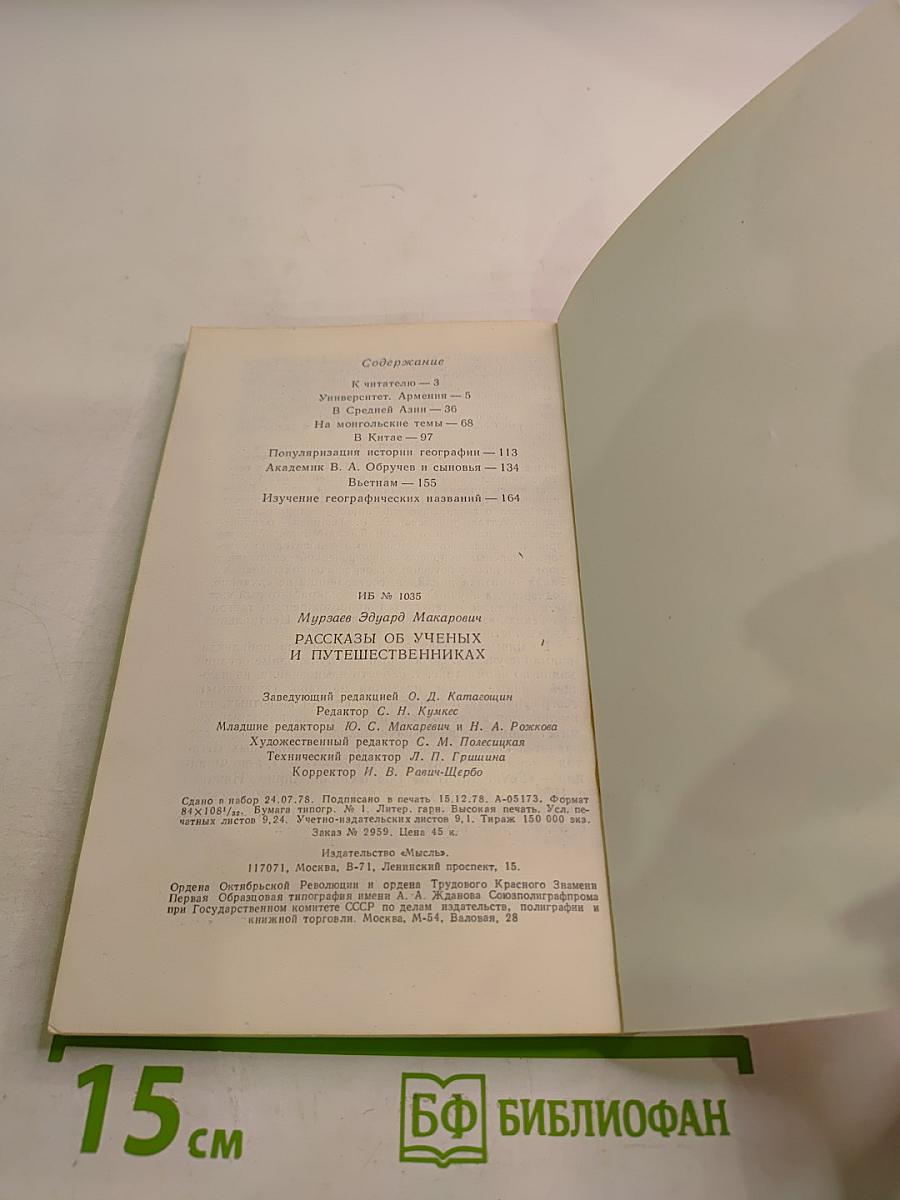 Содержание
К читателю — 3
Университет. Армения — 5
В Средней Азии — 36
На монгольские темы — 68
В Китае — 97
Популяризация истории географии — 113
Академик В. А. Обручев и сыновья — 134
Вьетнам — 155
Изучение географических названий — 164
ИБ № 1035
Мурзаев Эдуард Макарович
РАССКАЗЫ ОБ УЧЕНЫХ
И ПУТЕШЕСТВЕННИКАХ
Заведующий редакцией О. Д. Катагощин
Редактор С. Н. Кумкес
Младшие редакторы Ю. С. Макаревич и Н. А. Рожкова
Художественный редактор С. М. Полесицкая
Технический редактор Л. П. Гришина
Корректор И. В. Равич-Щербо
Сдано в набор 24.07.78. Подписано в печать 15.12.78. А-05173. Формат
84×108¹/₃₂. Бумага типогр. № 1. Литер. гарн. Высокая печать. Усл. пе-
чатных листов 9,24. Учетно-издательских листов 9,1. Тираж 150 000 экз.
Заказ № 2959. Цена 45 к.
Издательство «Мысль».
117071, Москва, В-71, Ленинский проспект, 15.
Ордена Октябрьской Революции и ордена Трудового Красного Знамени
Первая Образцовая типография имени А. А. Жданова Союзполиграфпрома
при Государственном комитете СССР по делам издательств, полиграфии и
книжной торговли. Москва, М-54, Валовая, 28
15 см
БФ БИБЛИОФАН